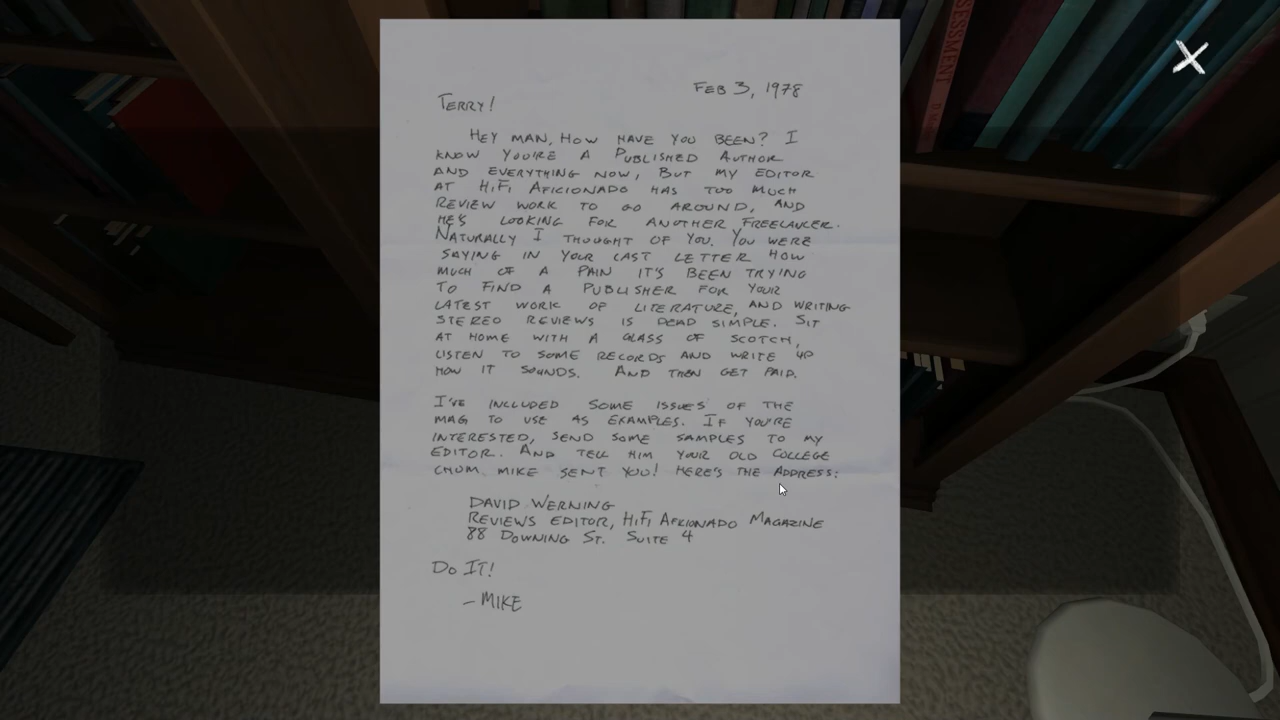 SESSMENT
FEB 3, 1978
TERRY!
HEY MAN, HOW HAVE YOU BEEN? I
KNOW YOU'RE A PUBLISHED AUTHOR
AND EVERYTHING NOW, BUT MY EDITOR
AT HIFI AFICIONADO HAS TOO MUCH
REVIEW WORK TO GO AROUND, AND
HE'S LOOKING FOR ANOTHER FREELANCER.
NATURALLY I THOUGHT OF YOU. YOU WERE
SAYING IN YOUR LAST LETTER HOW
MUCH OF A PAIN IT'S BEEN TRYING
TO FIND A PUBLISHER FOR YOUR
LATEST WORK OF LITERATURE, AND WRITING
STEREO REVIEWS IS DEAD SIMPLE. SIT
AT HOME WITH A GLASS OF SCOTCH,
LISTEN TO SOME RECORDS AND WRITE UP
HOW IT SOUNDS. AND THEN GET PAID.
I'VE INCLUDED SOME ISSUES OF THE
MAG TO USE AS EXAMPLES. IF YOU'RE
INTERESTED, SEND SOME SAMPLES TO MY
EDITOR. AND TELL HIM YOUR OLD COLLEGE
CHUM MIKE SENT YOU! HERE'S THE ADDRESS:
DAVID WERNING
REVIEWS EDITOR, HIFI AFICIONADO MAGAZINE
88 DOWNING ST. SUITE 4
DO IT!
– MIKE